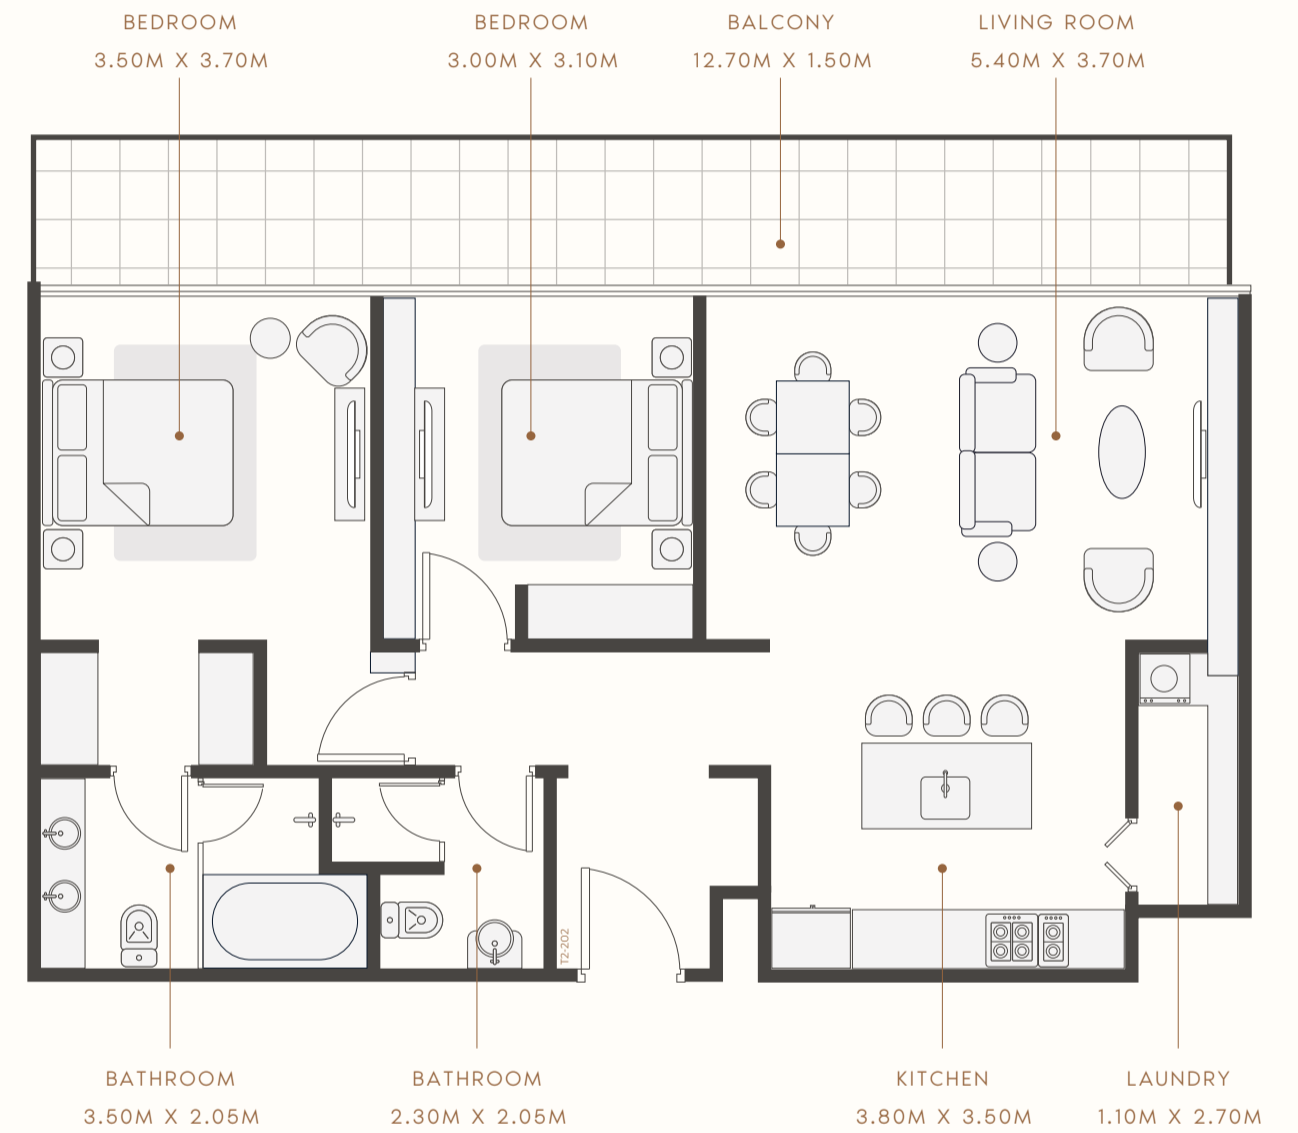 BEDROOM
3.50M X 3.70M
BEDROOM
3.00M X 3.10M
BALCONY
12.70M X 1.50M
LIVING ROOM
5.40M X 3.70M
T2-202
BATHROOM
3.50M X 2.05M
BATHROOM
2.30M X 2.05M
KITCHEN
3.80M X 3.50M
LAUNDRY
1.10M X 2.70M